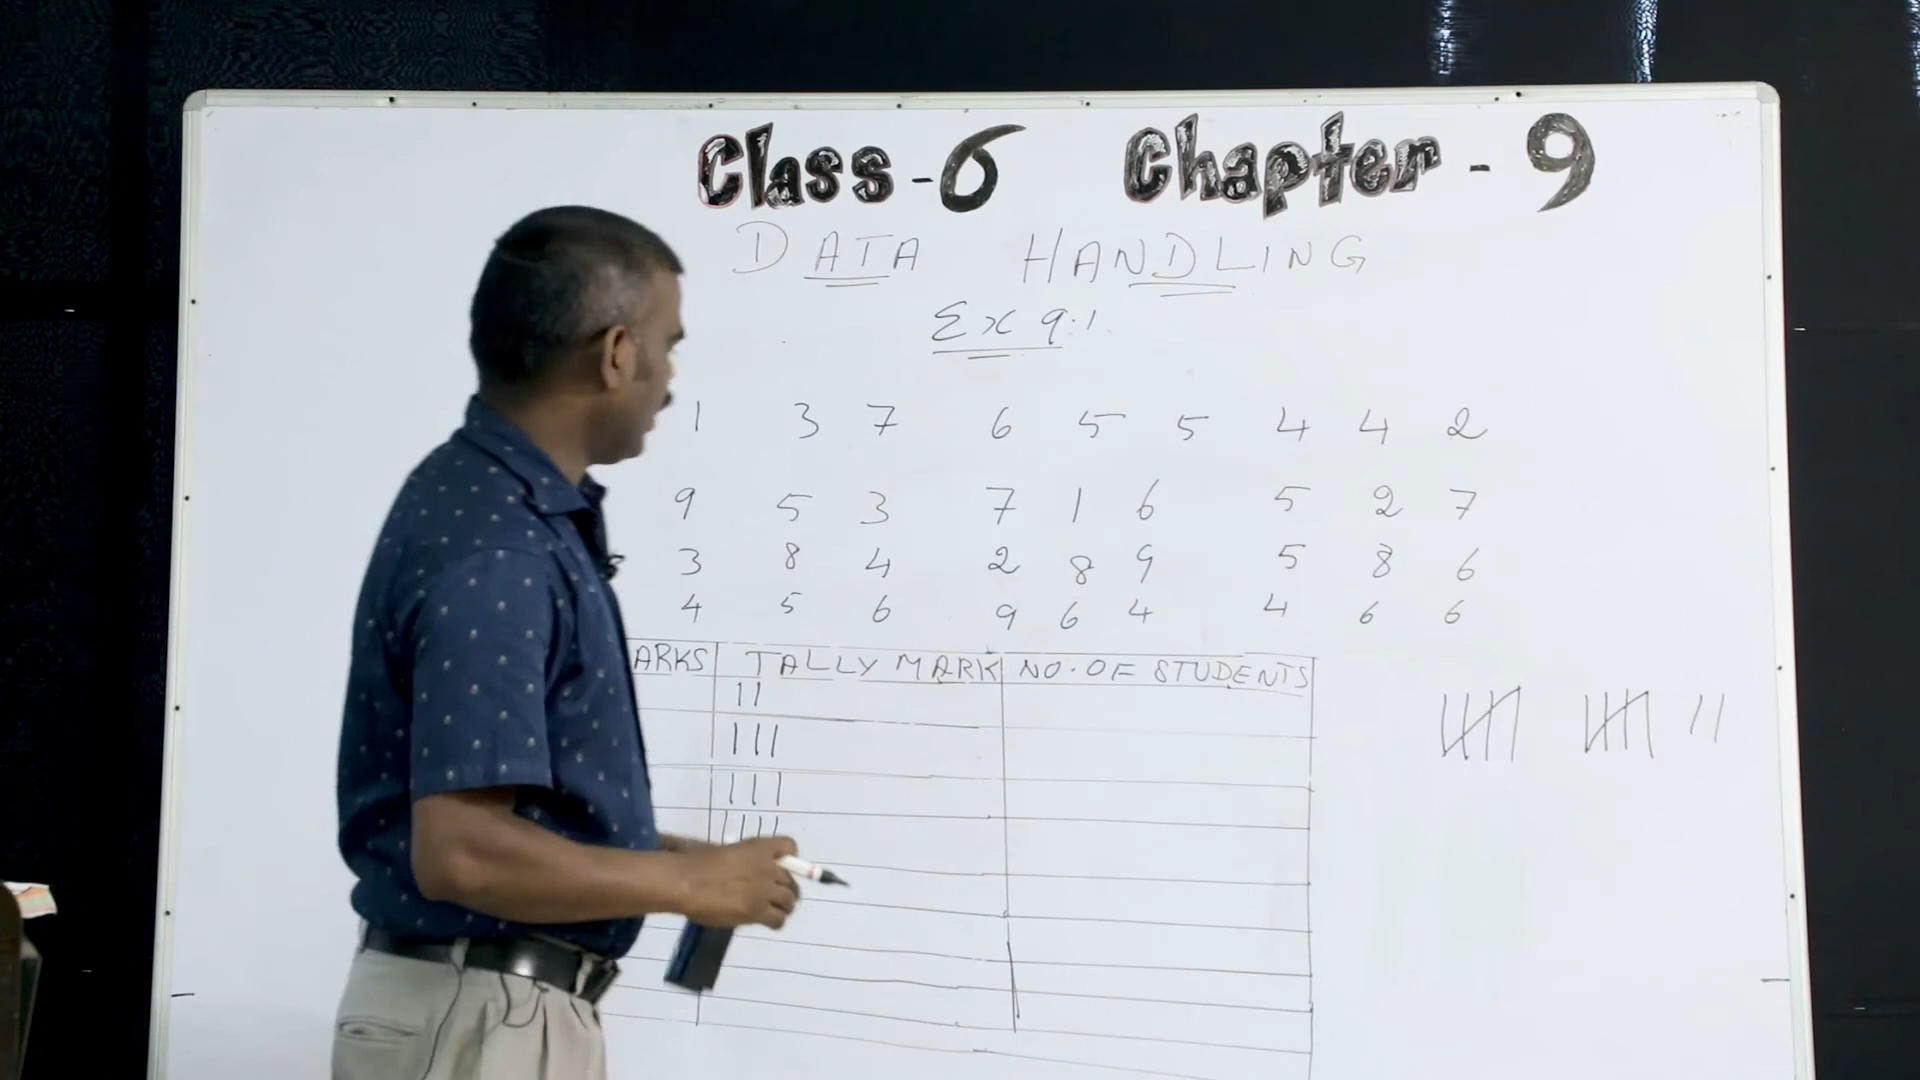 Class-6 Chapter-9
DATA HANDLING
Ex 9.1
1 3 7 6 5 5 4 4 2
9 5 3 7 1 6 5 2 7
3 8 4 2 8 9 5 8 6
4 5 6 9 6 4 4 6 6
ARKS TALLY MARK NO. OF STUDENTS